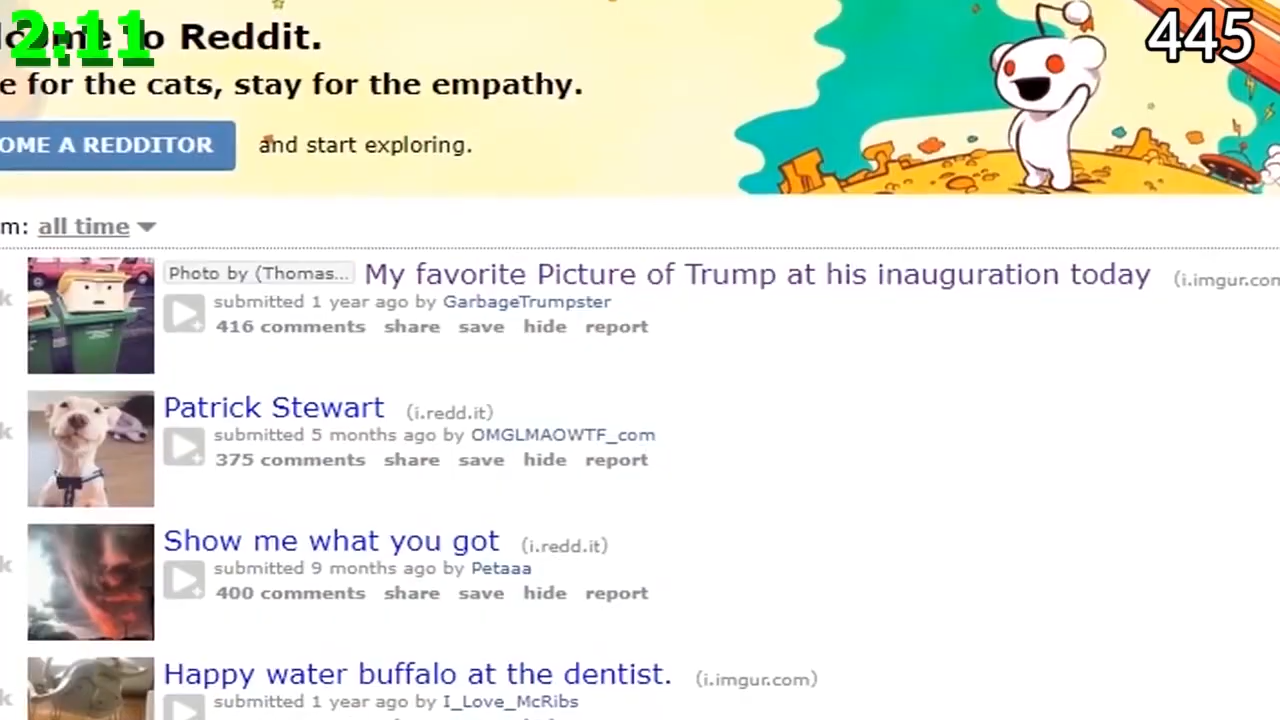 2:11
come to Reddit.
445
e for the cats, stay for the empathy.
OME A REDDITOR and start exploring.
m: all time
Photo by (Thomas... My favorite Picture of Trump at his inauguration today (i.imgur.con
submitted 1 year ago by GarbageTrumpster
k
416 comments share save hide report
Patrick Stewart (i.redd.it)
k
submitted 5 months ago by OMGLMAOWTF_com
375 comments share save hide report
Show me what you got (i.redd.it)
k
submitted 9 months ago by Petaaa
400 comments share save hide report
Happy water buffalo at the dentist. (i.imgur.com)
k
submitted 1 year ago by I_Love_McRibs